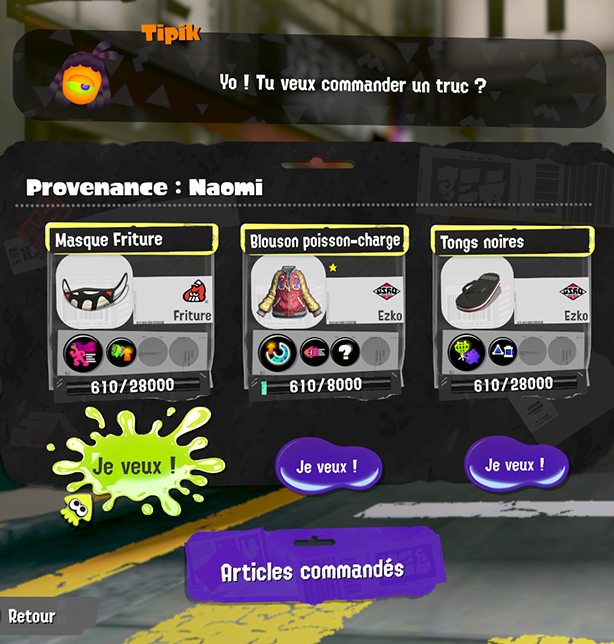 Tipik
Yo ! Tu veux commander un truc ?
Provenance : Naomi
Masque Friture
Friture
610/28000
Je veux !
Blouson poisson-charge
Ezko
610/8000
Je veux !
Tongs noires
Ezko
610/28000
Je veux !
Articles commandés
Retour